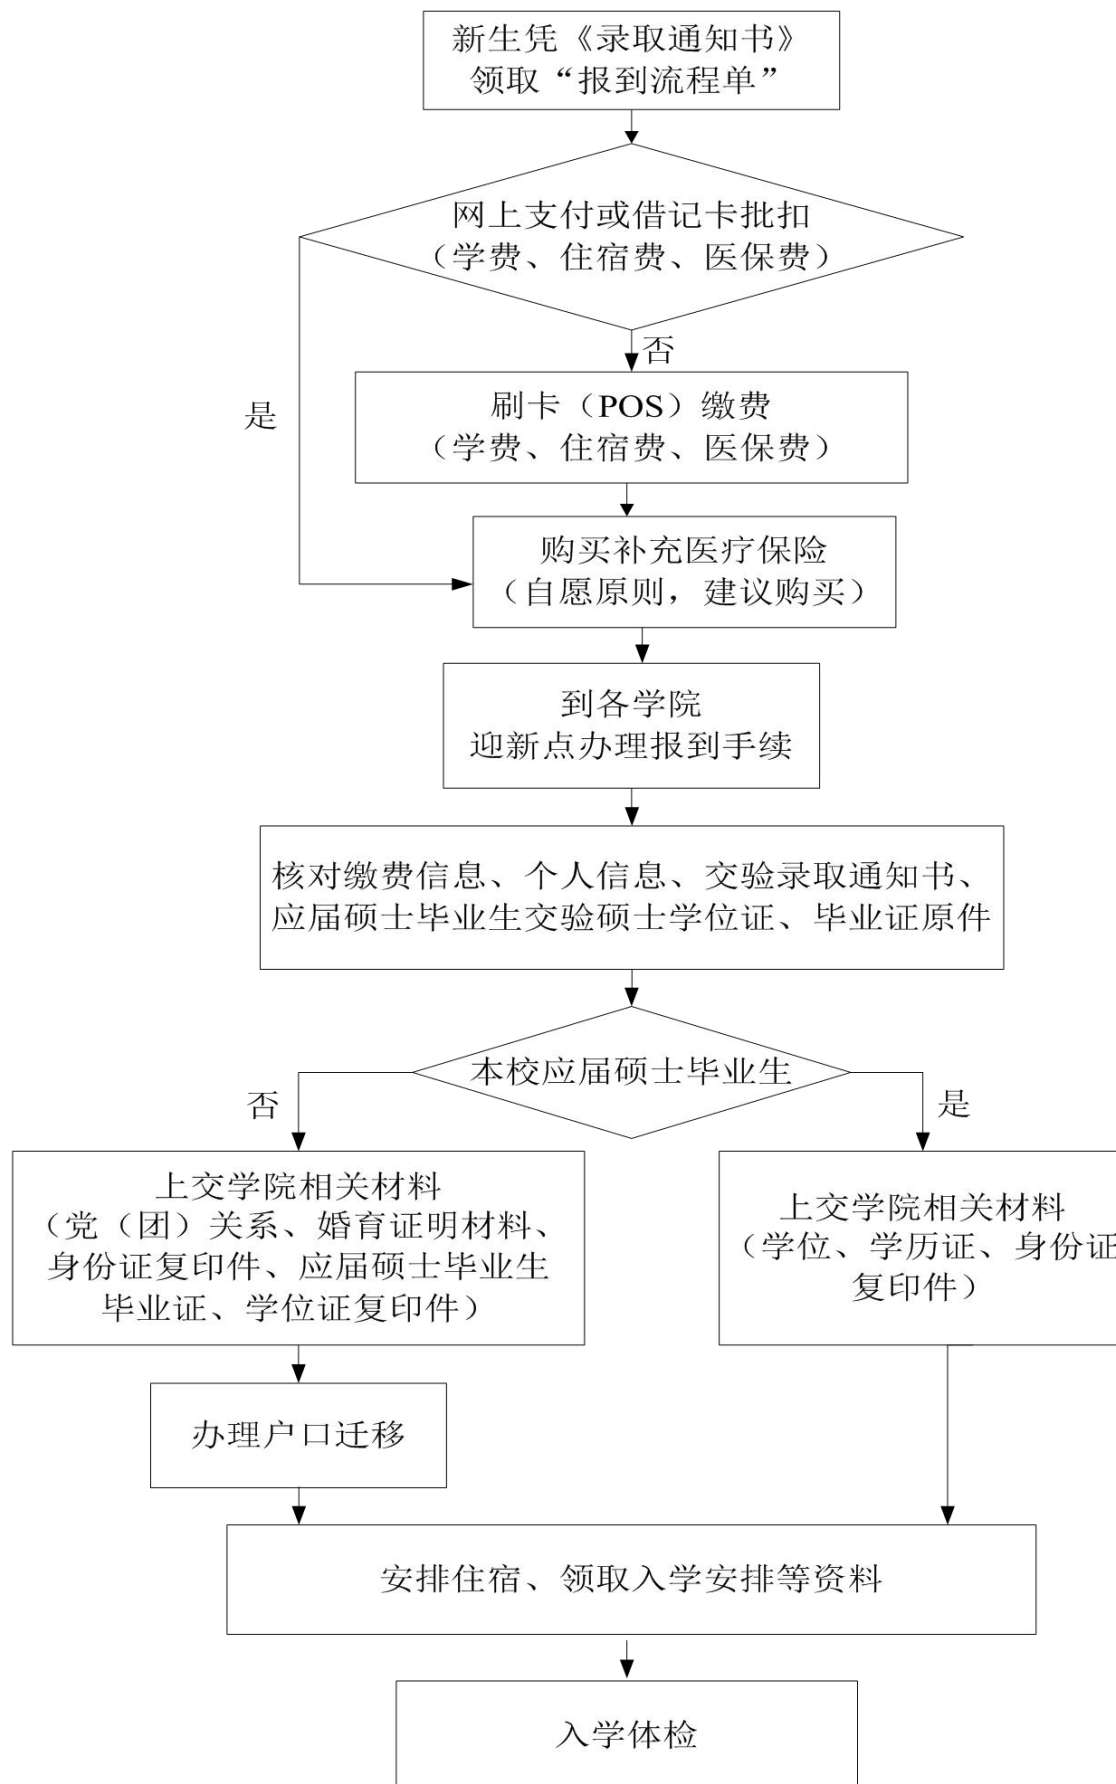 新生凭《录取通知书》
领取“报到流程单”
网上支付或借记卡批扣
（学费、住宿费、医保费）
否
是
刷卡（POS）缴费
（学费、住宿费、医保费）
购买补充医疗保险
（自愿原则，建议购买）
到各学院
迎新点办理报到手续
核对缴费信息、个人信息、交验录取通知书、
应届硕士毕业生交验硕士学位证、毕业证原件
本校应届硕士毕业生
否
是
上交学院相关材料
（党（团）关系、婚育证明材料、
身份证复印件、应届硕士毕业生
毕业证、学位证复印件）
上交学院相关材料
（学位、学历证、身份证
复印件）
办理户口迁移
安排住宿、领取入学安排等资料
入学体检